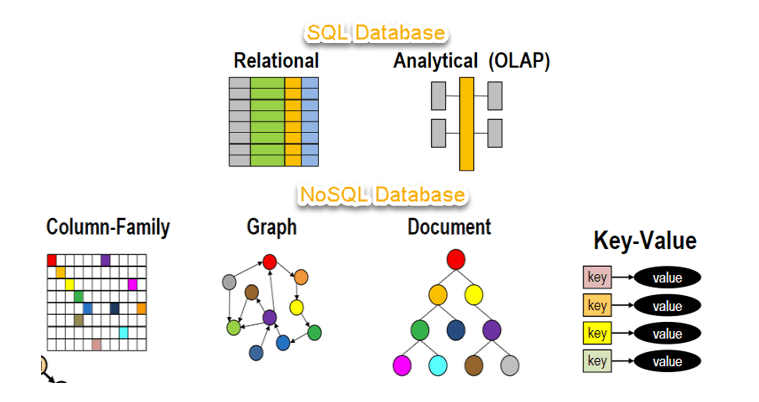 SQL Database
Relational
Analytical (OLAP)
NoSQL Database
Column-Family
Graph
Document
Key-Value
key value
key value
key value
key value